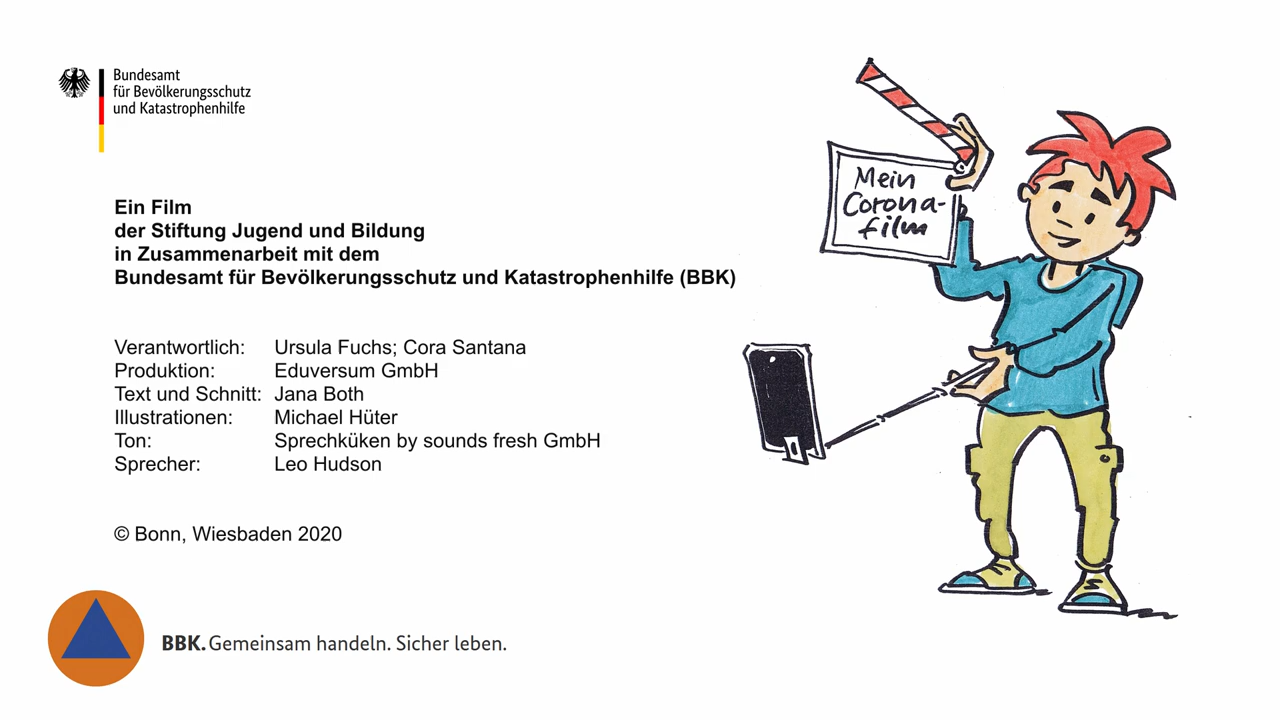 Bundesamt
für Bevölkerungsschutz
und Katastrophenhilfe
Ein Film
der Stiftung Jugend und Bildung
in Zusammenarbeit mit dem
Bundesamt für Bevölkerungsschutz und Katastrophenhilfe (BBK)
Verantwortlich: Ursula Fuchs; Cora Santana
Produktion: Eduversum GmbH
Text und Schnitt: Jana Both
Illustrationen: Michael Hüter
Ton: Sprechküken by sounds fresh GmbH
Sprecher: Leo Hudson
© Bonn, Wiesbaden 2020
BBK. Gemeinsam handeln. Sicher leben.
Mein
Corona-
film